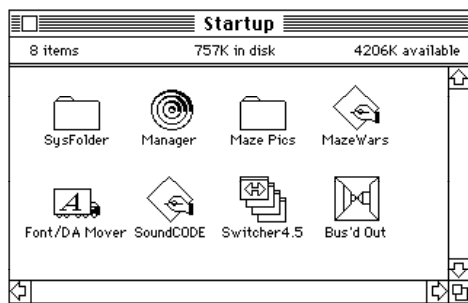 Startup
8 items 757K in disk 4206K available
SysFolder Manager Maze Pics MazeWars
A
Font/DA Mover SoundCODE Switcher4.5 Bus'd Out